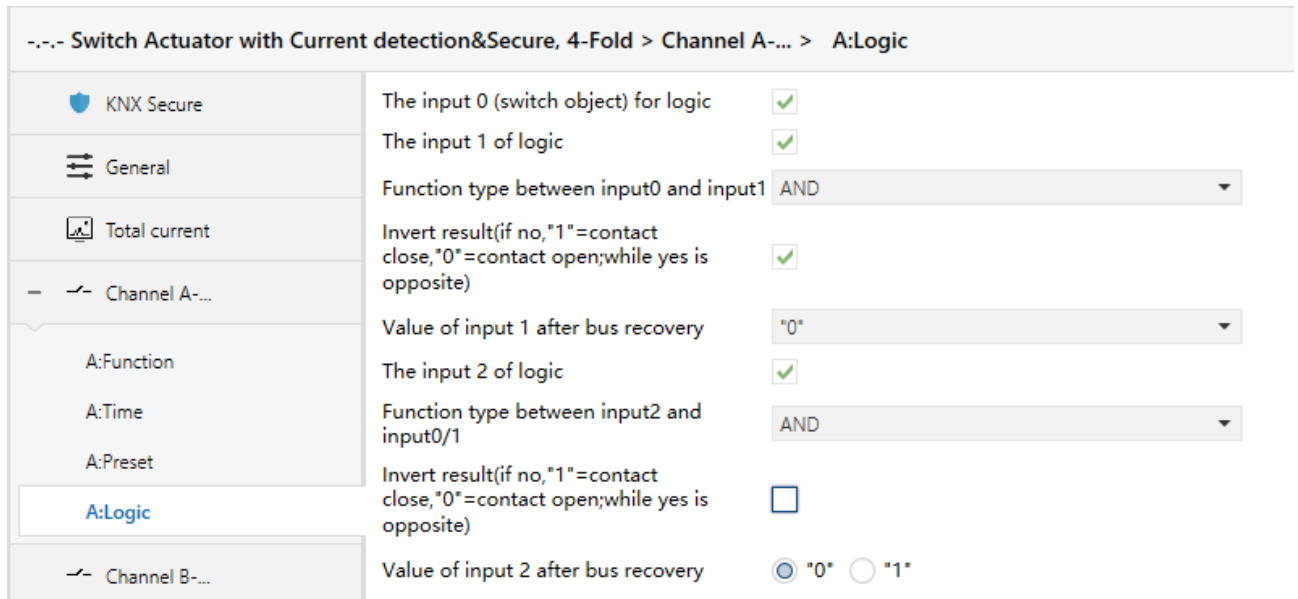 -.-.- Switch Actuator with Current detection&Secure, 4-Fold > Channel A-... > A:Logic
KNX Secure
General
Total current
Channel A-...
A:Function
A:Time
A:Preset
A:Logic
Channel B-...
The input 0 (switch object) for logic
The input 1 of logic
Function type between input0 and input1 AND
Invert result(if no,"1"=contact
close,"0"=contact open;while yes is
opposite)
Value of input 1 after bus recovery "0"
The input 2 of logic
Function type between input2 and
input0/1
AND
Invert result(if no,"1"=contact
close,"0"=contact open;while yes is
opposite)
Value of input 2 after bus recovery "0" "1"